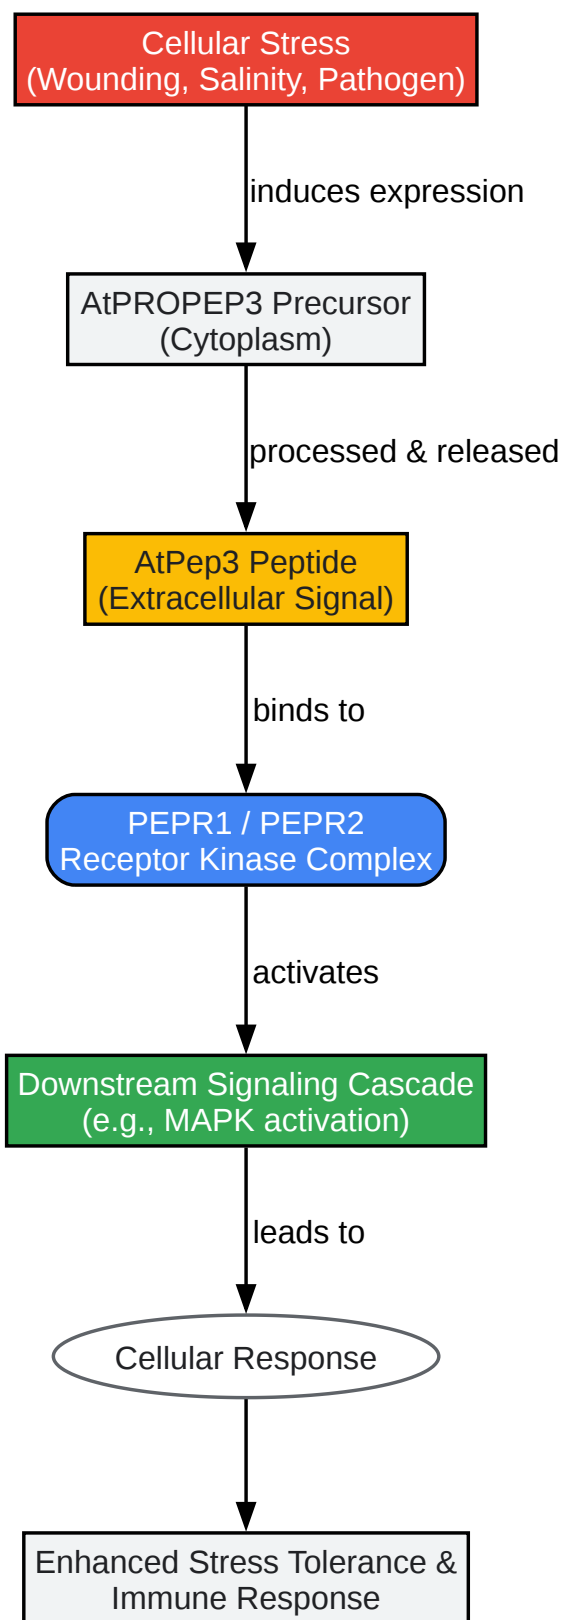 Cellular Stress
(Wounding, Salinity, Pathogen)
induces expression
AtPROPEP3 Precursor
(Cytoplasm)
processed & released
AtPep3 Peptide
(Extracellular Signal)
binds to
PEPR1 / PEPR2
Receptor Kinase Complex
activates
Downstream Signaling Cascade
(e.g., MAPK activation)
leads to
Cellular Response
Enhanced Stress Tolerance &
Immune Response